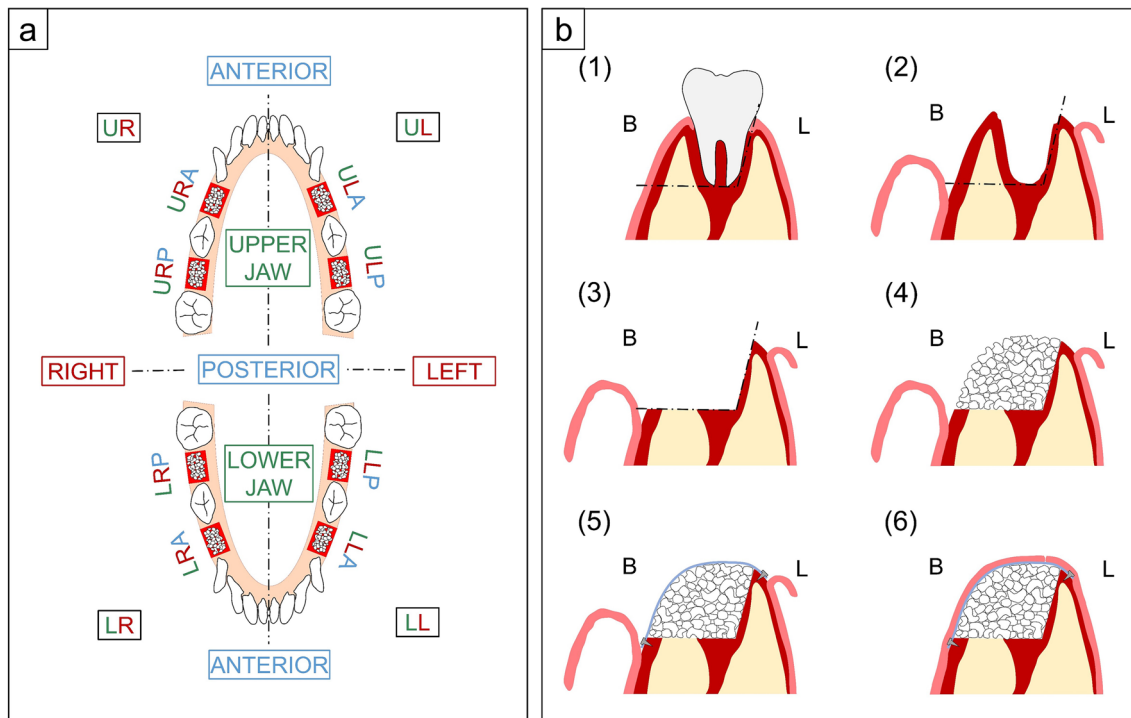 a
ANTERIOR
UR
UL
URA
ULA
URP
UPPER
JAW
ULP
RIGHT
POSTERIOR
LEFT
LRP
LOWER
JAW
LLP
LRA
LLA
LR
LL
ANTERIOR
b
(1)
B
L
(2)
B
L
(3)
B
L
(4)
B
L
(5)
B
L
(6)
B
L